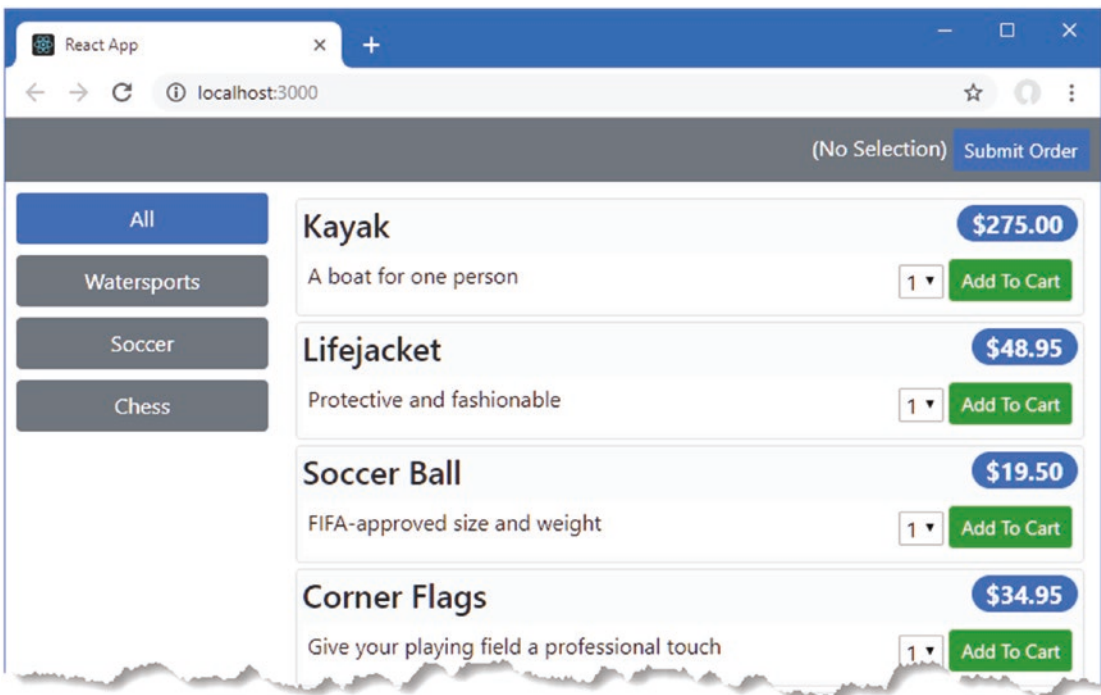 React App
localhost:3000
(No Selection) Submit Order
All
Watersports
Soccer
Chess
Kayak $275.00
A boat for one person 1 Add To Cart
Lifejacket $48.95
Protective and fashionable 1 Add To Cart
Soccer Ball $19.50
FIFA-approved size and weight 1 Add To Cart
Corner Flags $34.95
Give your playing field a professional touch 1 Add To Cart